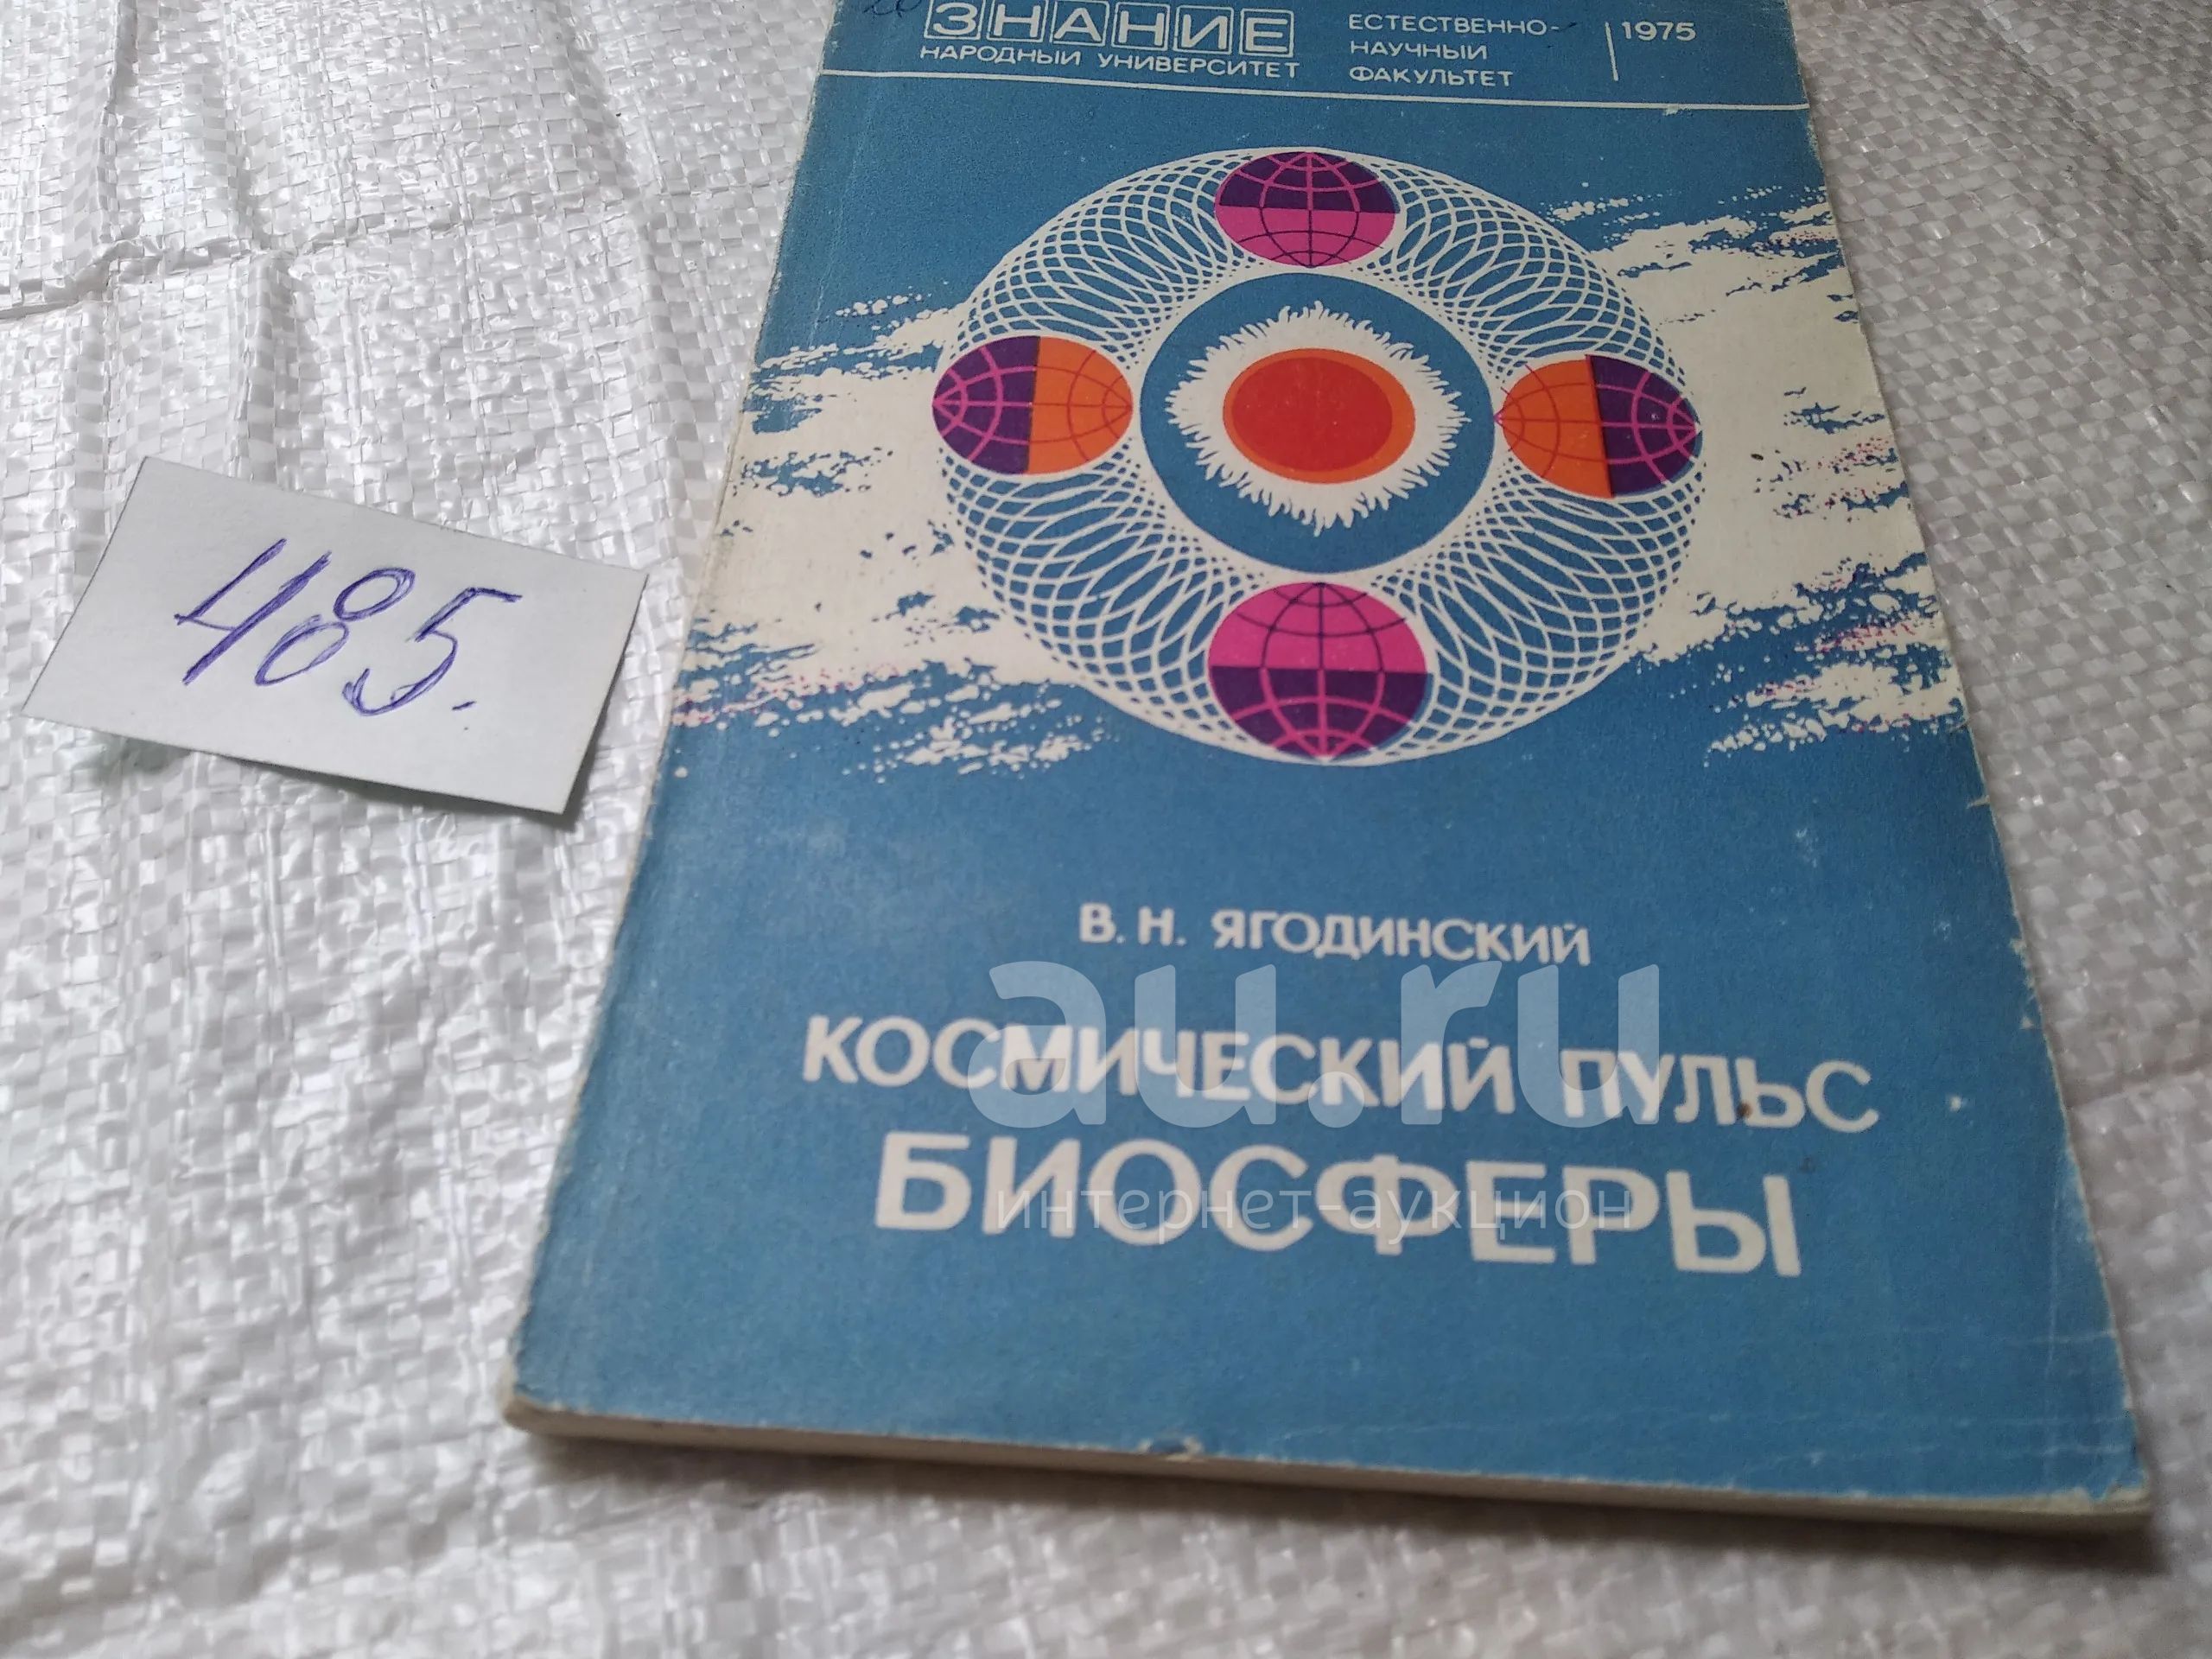 ЗНАНИЕ
НАРОДНЫЙ УНИВЕРСИТЕТ
ЕСТЕСТВЕННО-
НАУЧНЫЙ
ФАКУЛЬТЕТ
1975
485.
В. Н. ЯГОДИНСКИЙ
au.ru
КОСМИЧЕСКИЙ ПУЛЬС
БИОСФЕРЫ
интернет-аукцион